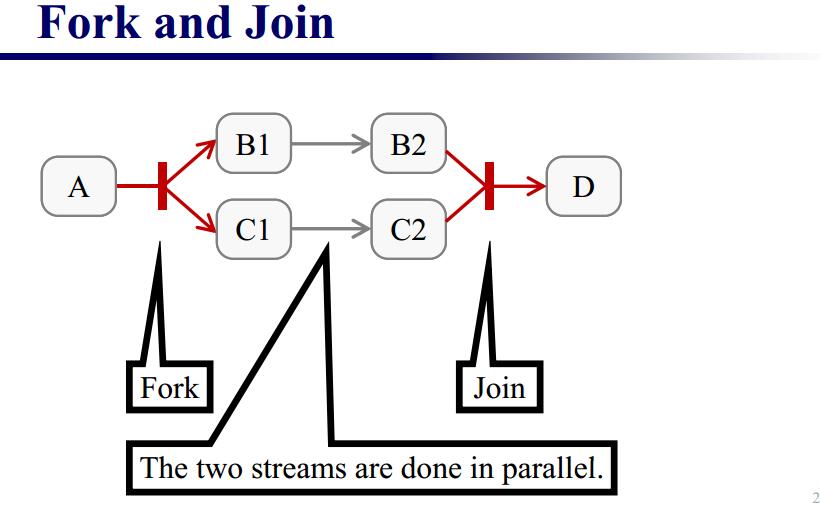 Fork and Join
A
B1
B2
C1
C2
D
Fork
Join
The two streams are done in parallel.
2